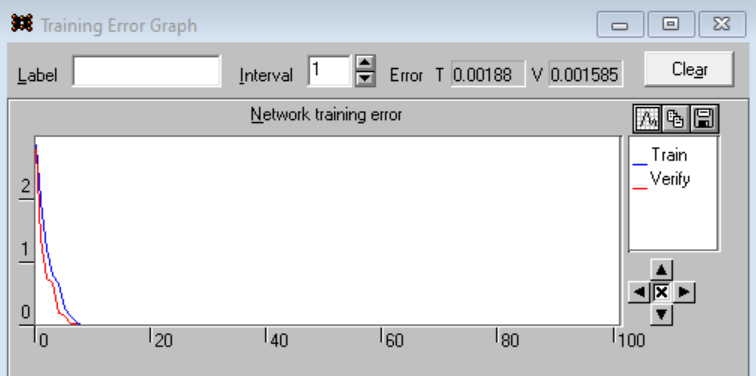 Training Error Graph
Label Interval 1 Error T 0.00188 V 0.001585 Clear
Network training error
Train
Verify
2
1
0
0 20 40 60 80 100